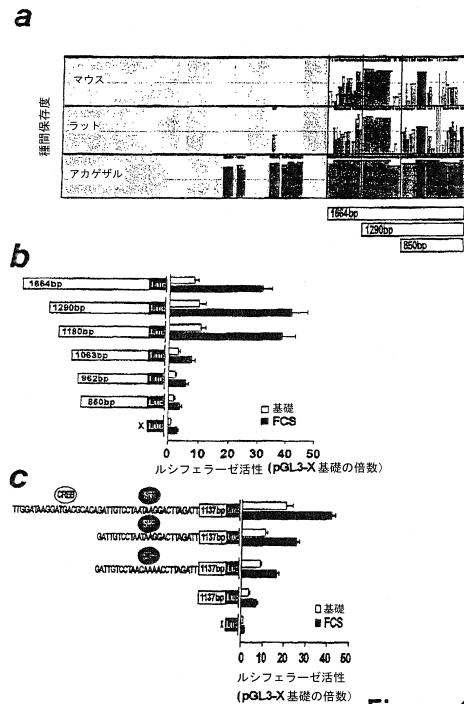 a
種間保存度
マウス
ラット
アカゲザル
1664bp
1290bp
850bp
b
1664bp Luc
1290bp Luc
1180bp Luc
1063bp Luc
962bp Luc
850bp Luc
X Luc
基礎
FCS
0 10 20 30 40 50
ルシフェラーゼ活性 (pGL3-X 基礎の倍数)
c
CREB
TTGGATAAGGATGACGCACAGATTGTCCTAATAAGGACTTAGATT 1137bp Luc
GATTGTCCTAATAAGGACTTAGATT 1137bp Luc
GATTGTCCTAACAAAACCTTAGATT 1137bp Luc
1137bp Luc
Luc
基礎
FCS
0 10 20 30 40 50
ルシフェラーゼ活性
(pGL3-X 基礎の倍数)